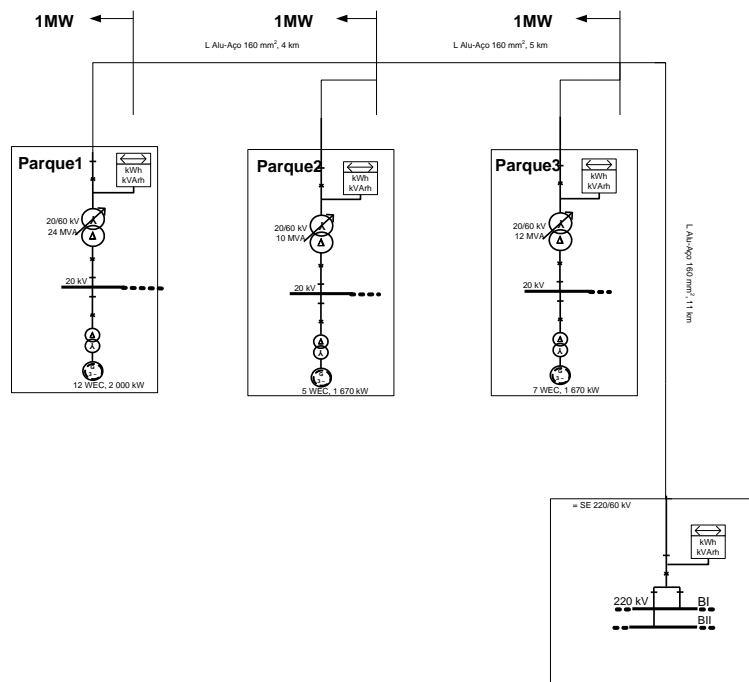 1MW
1MW
1MW
L Alu-Aço 160 mm², 4 km
L Alu-Aço 160 mm², 5 km
Parque1
kWh
kVArh
20/60 kV
24 MVA
20 kV
G
3 ~
12 WEC, 2 000 kW
Parque2
kWh
kVArh
20/60 kV
10 MVA
20 kV
G
3 ~
5 WEC, 1 670 kW
Parque3
kWh
kVArh
20/60 kV
12 MVA
20 kV
G
3 ~
7 WEC, 1 670 kW
L Alu-Aço 160 mm², 11 km
= SE 220/60 kV
kWh
kVArh
220 kV
BI
BII